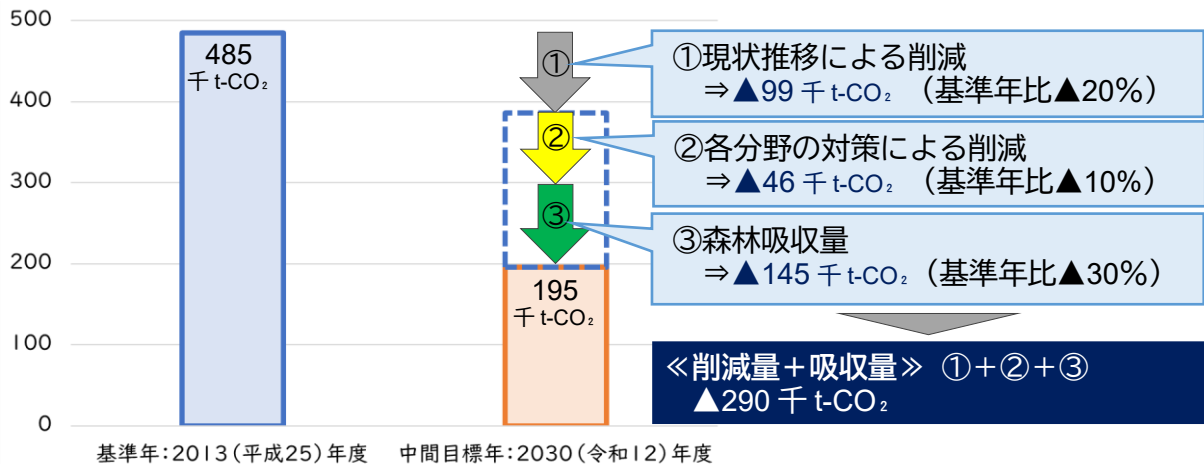 500
400
300
200
100
0
485
千 t-CO₂
①
②
③
195
千 t-CO₂
基準年:2013(平成25)年度
中間目標年:2030(令和12)年度
①現状推移による削減
⇒▲99 千 t-CO₂ (基準年比▲20%)
②各分野の対策による削減
⇒▲46 千 t-CO₂ (基準年比▲10%)
③森林吸収量
⇒▲145 千 t-CO₂ (基準年比▲30%)
≪削減量+吸収量≫ ①+②+③
▲290 千 t-CO₂